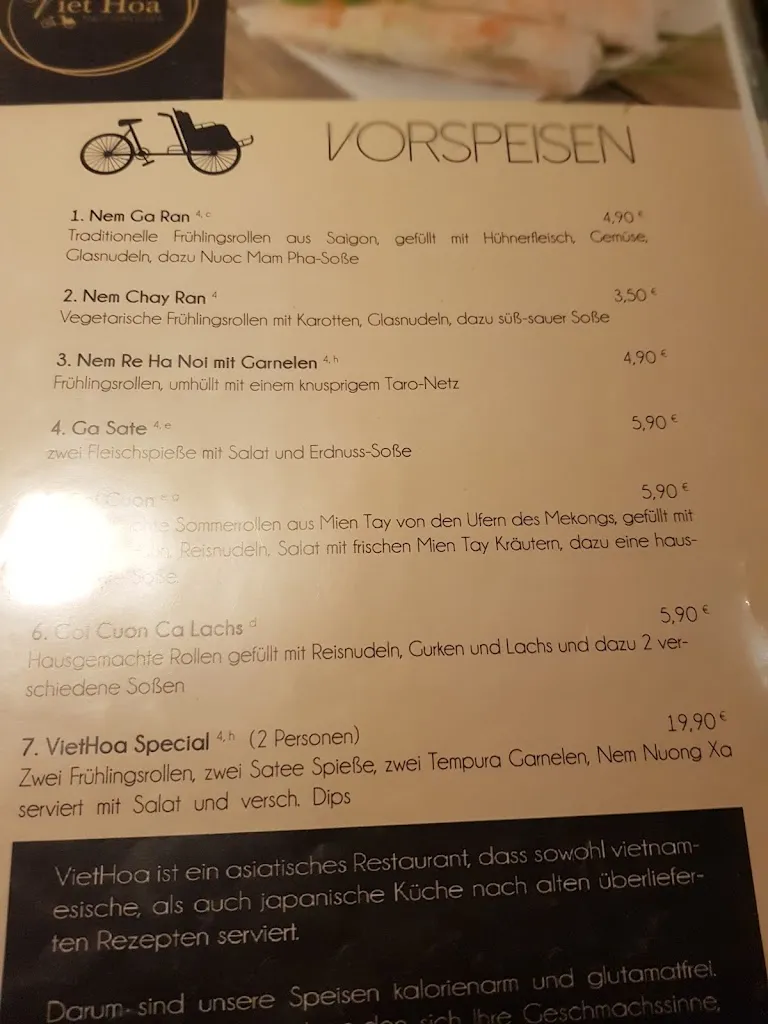 Viet Hoa
VORSPEISEN
1. Nem Ga Ran 4, c 4,90 €
Traditionelle Frühlingsrollen aus Saigon, gefüllt mit Hühnerfleisch, Gemüse,
Glasnudeln, dazu Nuoc Mam Pha-Soße
2. Nem Chay Ran 4 3,50 €
Vegetarische Frühlingsrollen mit Karotten, Glasnudeln, dazu süß-sauer Soße
3. Nem Re Ha Noi mit Garnelen 4, h 4,90 €
Frühlingsrollen, umhüllt mit einem knusprigem Taro-Netz
4. Ga Sate 4, e 5,90 €
zwei Fleischspieße mit Salat und Erdnuss-Soße
Cuon 5,90 €
Sommerrollen aus Mien Tay von den Ufern des Mekongs, gefüllt mit
Reisnudeln, Salat mit frischen Mien Tay Kräutern, dazu eine haus-
Soße
6. Goi Cuon Ca Lachs d 5,90 €
Hausgemachte Rollen gefüllt mit Reisnudeln, Gurken und Lachs und dazu 2 ver-
schiedene Soßen
7. VietHoa Special 4, h (2 Personen) 19,90 €
Zwei Frühlingsrollen, zwei Satee Spieße, zwei Tempura Garnelen, Nem Nuong Xa
serviert mit Salat und versch. Dips
VietHoa ist ein asiatisches Restaurant, dass sowohl vietnam-
esische, als auch japanische Küche nach alten überliefer-
ten Rezepten serviert.
Darum sind unsere Speisen kalorienarm und glutamatfrei.
sich Ihre Geschmachssinne,